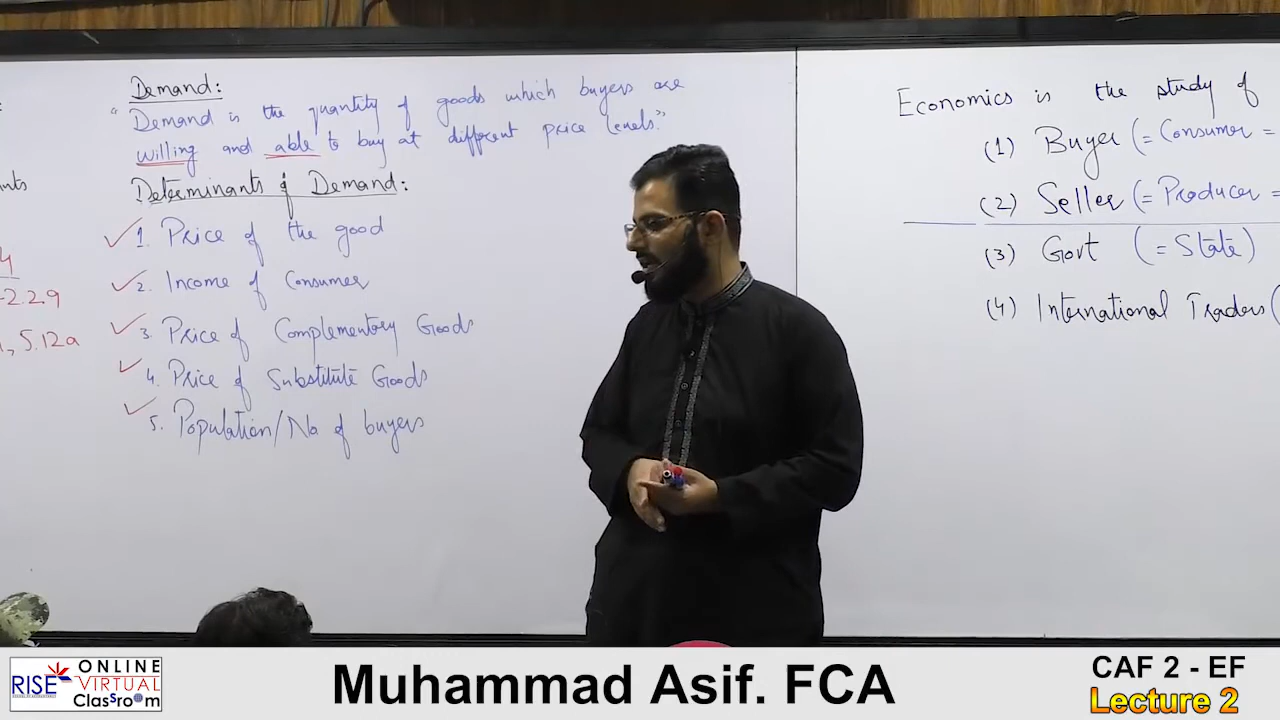 Demand:
"Demand is the quantity of goods which buyers are
willing and able to buy at different price levels."
Determinants of Demand:
1. Price of the good
2. Income of Consumer
3. Price of Complementory Goods
4. Price of Substitute Goods
5. Population/No of buyers
4
-2.29
, 5.12a
Economics is the study of
(1) Buyer (= Consumer =
(2) Seller (= Producer =
(3) Govt (= State)
(4) International Traders (
RISE
ONLINE
VIRTUAL
Classroom
Muhammad Asif. FCA
CAF 2 - EF
Lecture 2